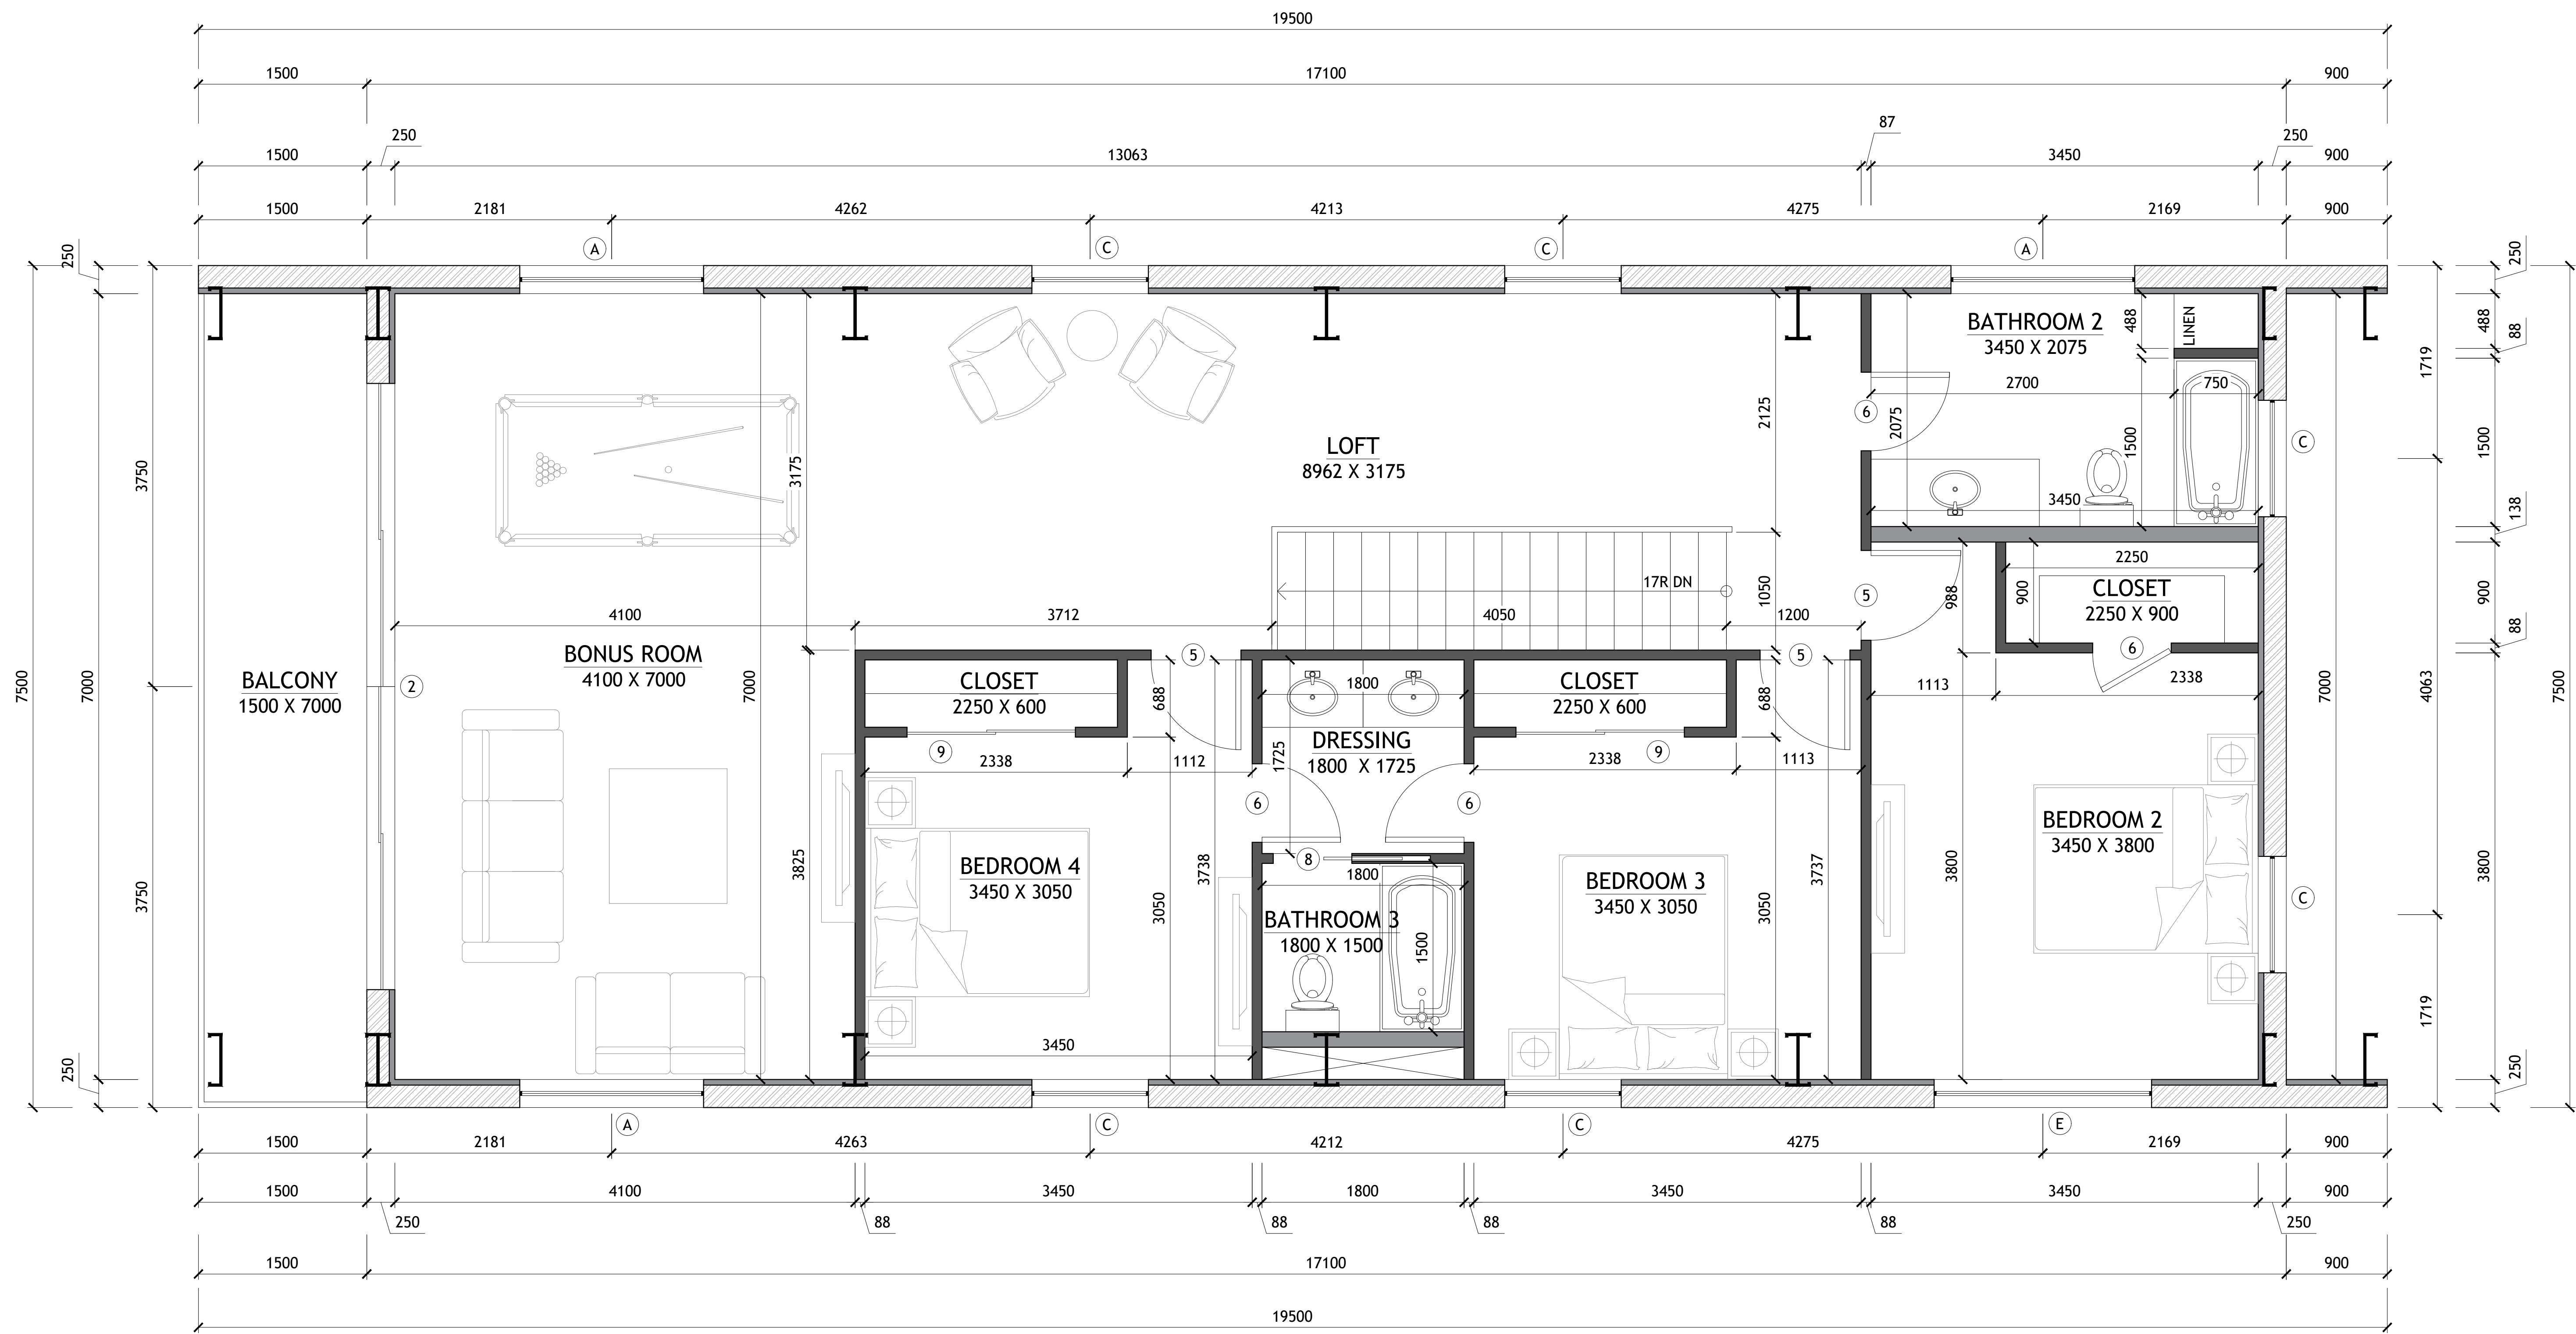 19500
1500 17100 900
250 87 250
1500 13063 3450 900
1500 2181 4262 4213 4275 2169 900
A C C A
250 250
488 488 88
LINEN
BATHROOM 2
3450 X 2075
1719
2700 750
2125 6 2075
1500 1500
C
LOFT
8962 X 3175
3175
3750
3450
138
17R DN
1050 5 988 900 900
2250
CLOSET
2250 X 900
88
6
4100 3712 4050 1200
BONUS ROOM
4100 X 7000
BALCONY
1500 X 7000
2
7500 7000 7000
5 5
CLOSET
2250 X 600
688
1800
CLOSET
2250 X 600
688
1113 2338
7000 4063 7500
DRESSING
1800 X 1725
1725
9 9
2338 1112 2338 1113
6 6
BEDROOM 2
3450 X 3800
8
1800
3825 3738 3737 3800 3800
BEDROOM 4
3450 X 3050
BEDROOM 3
3450 X 3050
C
3750 3050 3050
BATHROOM 3
1800 X 1500
1500
1719
3450
250 250
A C C E
1500 2181 4263 4212 4275 2169 900
1500 4100 3450 1800 3450 3450 900
250 88 88 88 88 250
1500 17100 900
19500